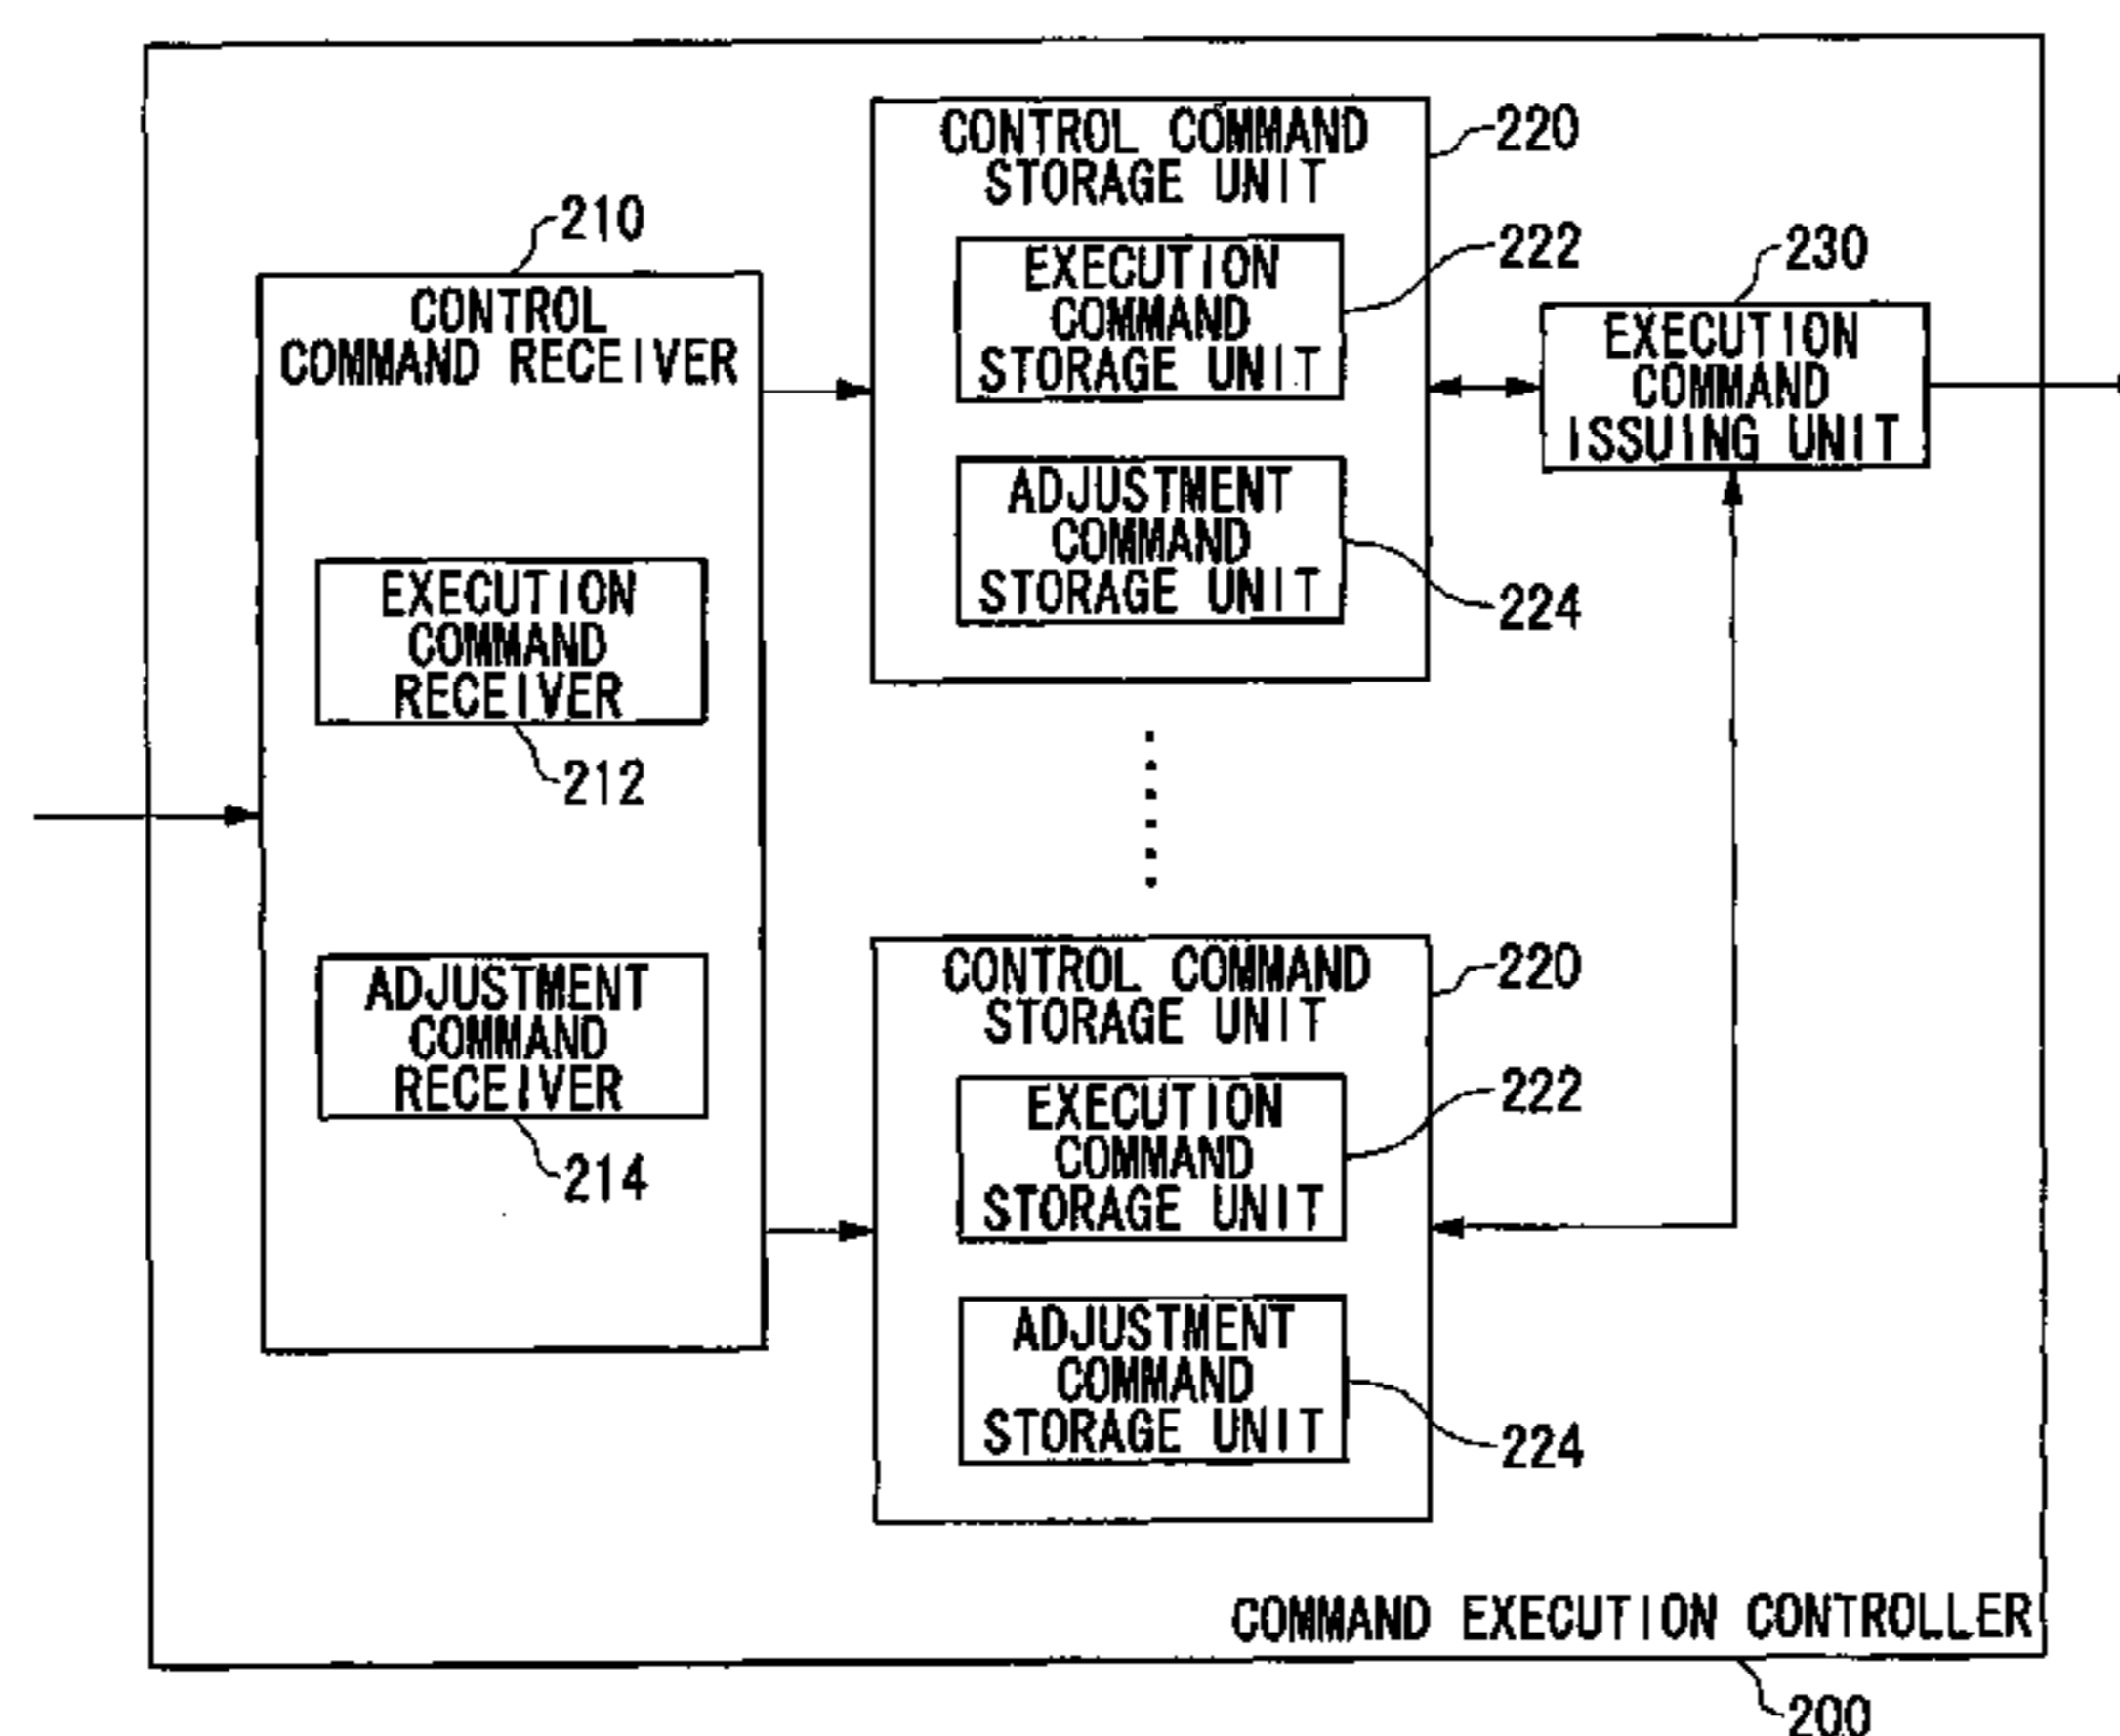 210
CONTROL
COMMAND RECEIVER
EXECUTION
COMMAND
RECEIVER
212
ADJUSTMENT
COMMAND
RECEIVER
214
CONTROL COMMAND
STORAGE UNIT
220
EXECUTION
COMMAND
STORAGE UNIT
222
ADJUSTMENT
COMMAND
STORAGE UNIT
224
CONTROL COMMAND
STORAGE UNIT
220
EXECUTION
COMMAND
STORAGE UNIT
222
ADJUSTMENT
COMMAND
STORAGE UNIT
224
230
EXECUTION
COMMAND
ISSUING UNIT
COMMAND EXECUTION CONTROLLER
200